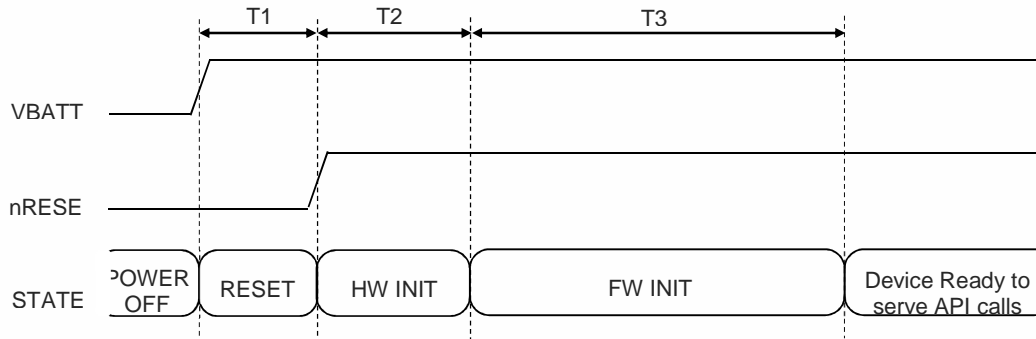 T1 T2 T3
VBATT
nRESE
STATE
POWER OFF
RESET
HW INIT
FW INIT
Device Ready to
serve API calls